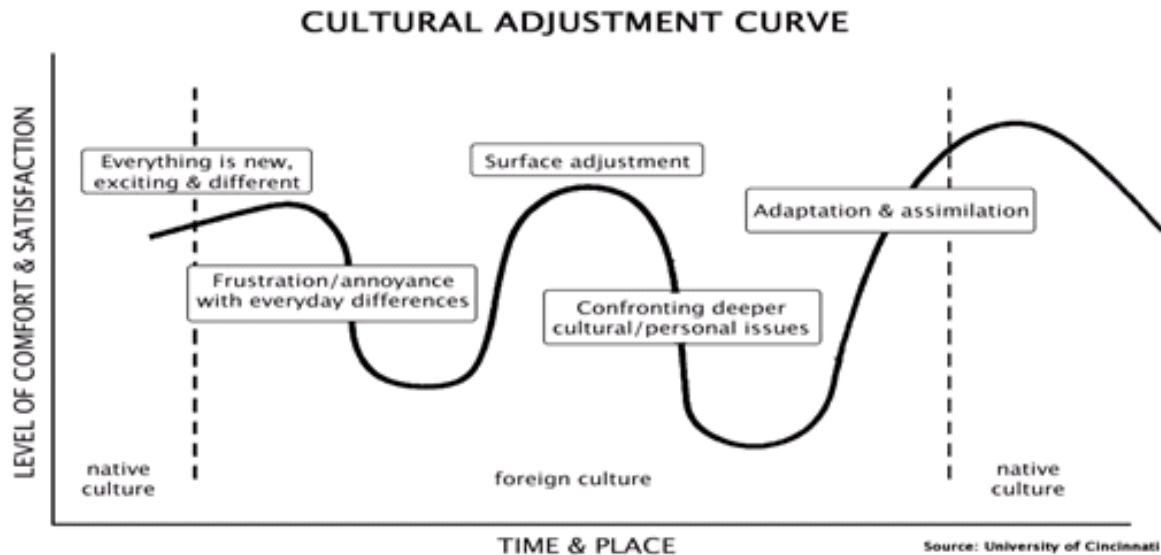 CULTURAL ADJUSTMENT CURVE
LEVEL OF COMFORT & SATISFACTION
Everything is new,
exciting & different
Frustration/annoyance
with everyday differences
Surface adjustment
Confronting deeper
cultural/personal issues
Adaptation & assimilation
native
culture
foreign culture
native
culture
TIME & PLACE
Source: University of Cincinnati